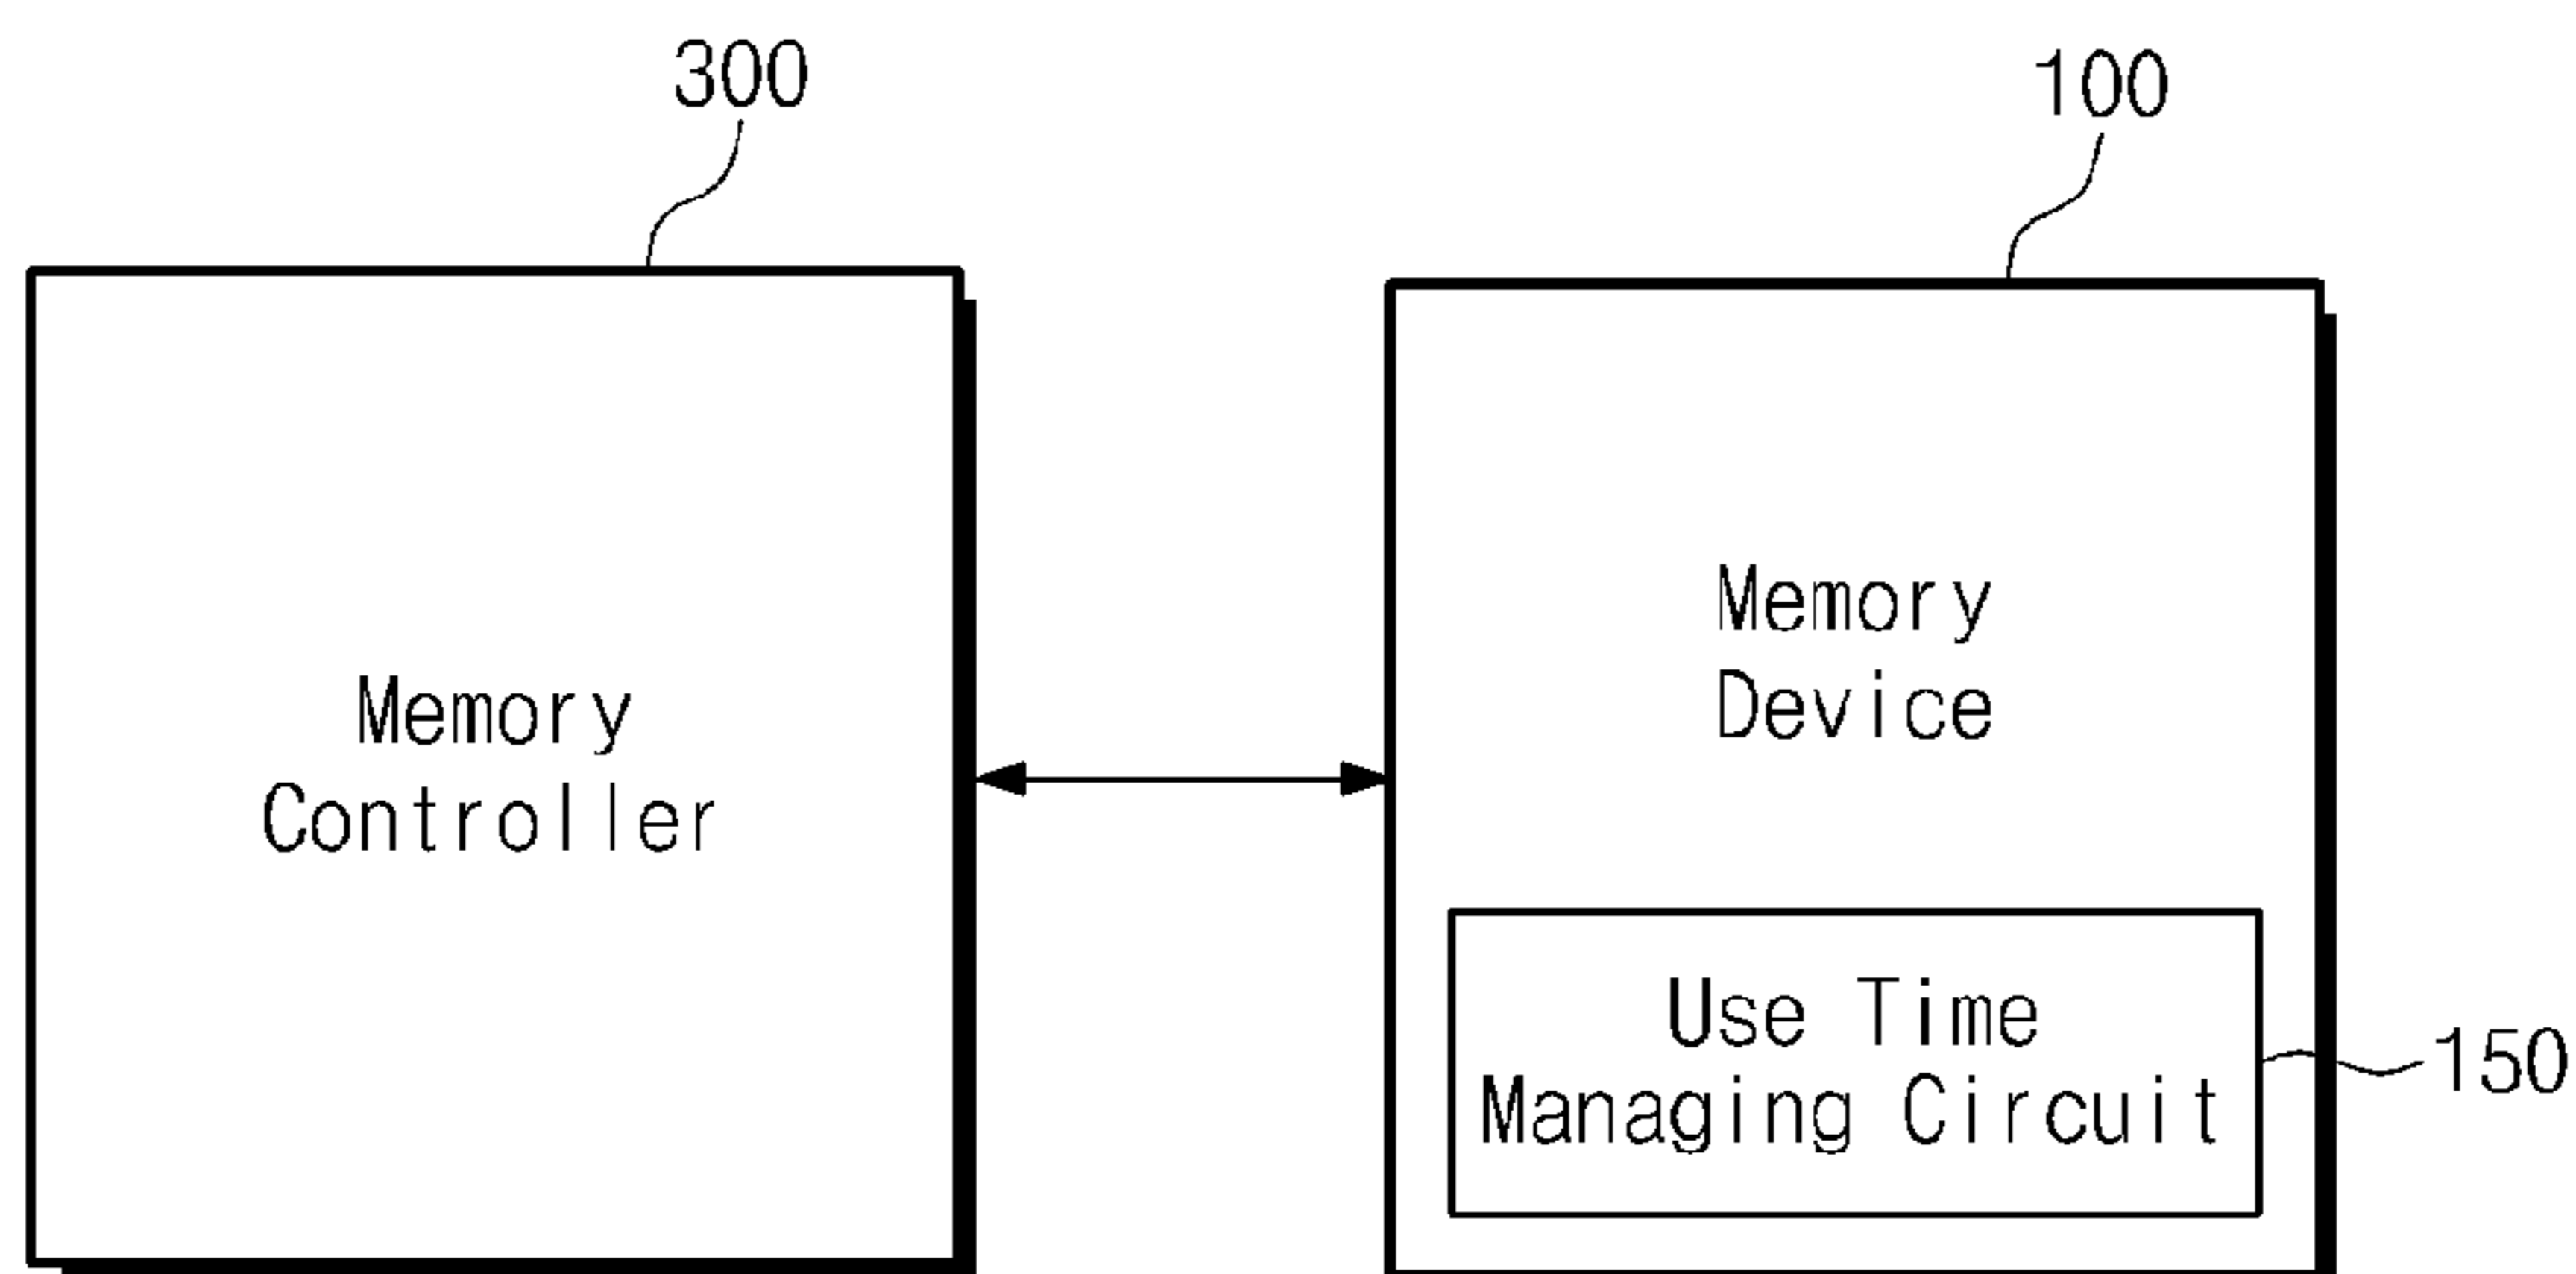 300
100
Memory
Controller
Memory
Device
Use Time
Managing Circuit
150